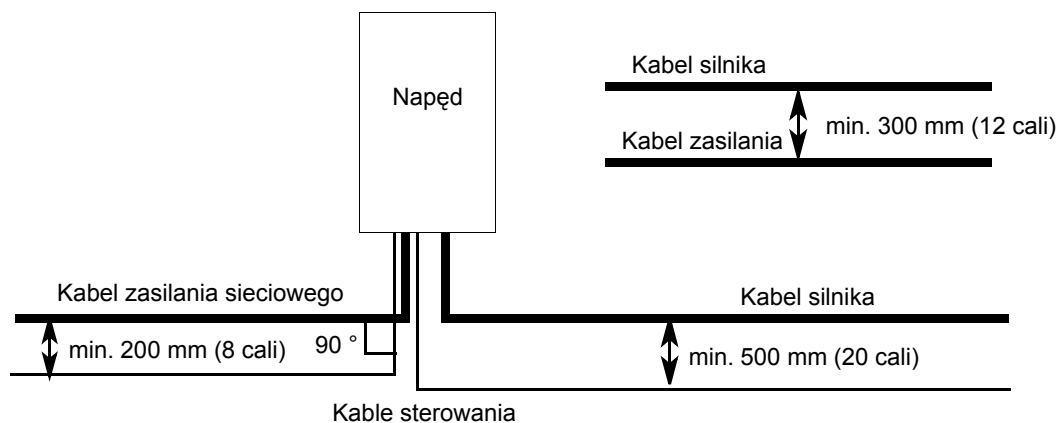 Kabel silnika
Napęd
min. 300 mm (12 cali)
Kabel zasilania
Kabel zasilania sieciowego
Kabel silnika
min. 200 mm (8 cali)
90 °
min. 500 mm (20 cali)
Kable sterowania